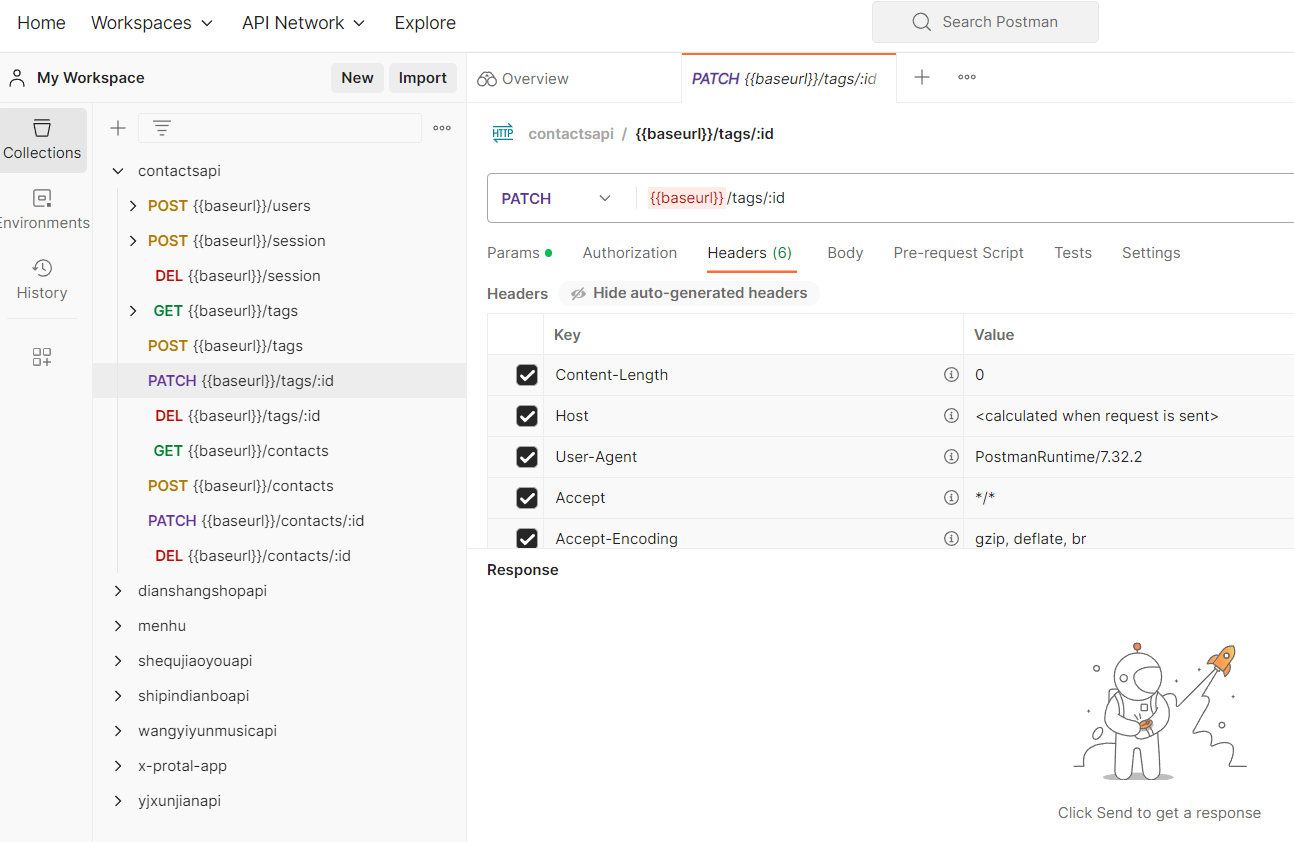 Home Workspaces API Network Explore Search Postman
My Workspace New Import
Overview PATCH {{baseurl}}/tags/:id
Collections
Environments
History
contactsapi
POST {{baseurl}}/users
POST {{baseurl}}/session
DEL {{baseurl}}/session
GET {{baseurl}}/tags
POST {{baseurl}}/tags
PATCH {{baseurl}}/tags/:id
DEL {{baseurl}}/tags/:id
GET {{baseurl}}/contacts
POST {{baseurl}}/contacts
PATCH {{baseurl}}/contacts/:id
DEL {{baseurl}}/contacts/:id
dianshangshopapi
menhu
shequjiaoyouapi
shipindianboapi
wangyiyunmusicapi
x-protal-app
yjxunjianapi
HTTP contactsapi / {{baseurl}}/tags/:id
PATCH {{baseurl}}/tags/:id
Params Authorization Headers (6) Body Pre-request Script Tests Settings
Headers Hide auto-generated headers
Key Value
Content-Length 0
Host <calculated when request is sent>
User-Agent PostmanRuntime/7.32.2
Accept */*
Accept-Encoding gzip, deflate, br
Response
Click Send to get a response